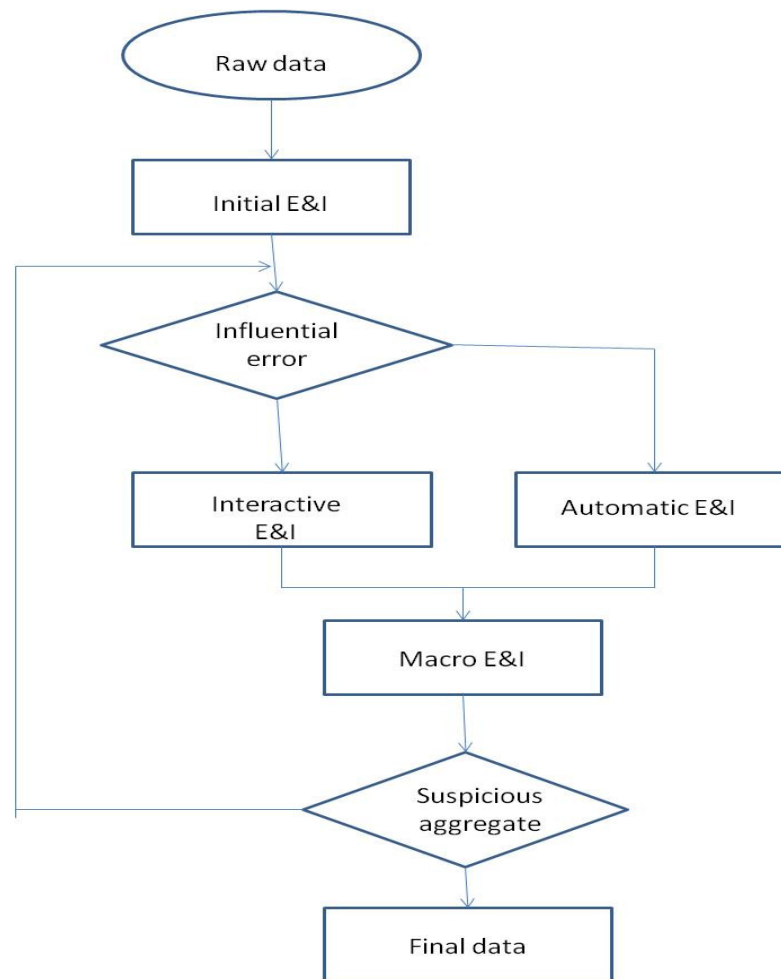 Raw data
Initial E&I
Influential
error
Interactive
E&I
Automatic E&I
Macro E&I
Suspicious
aggregate
Final data